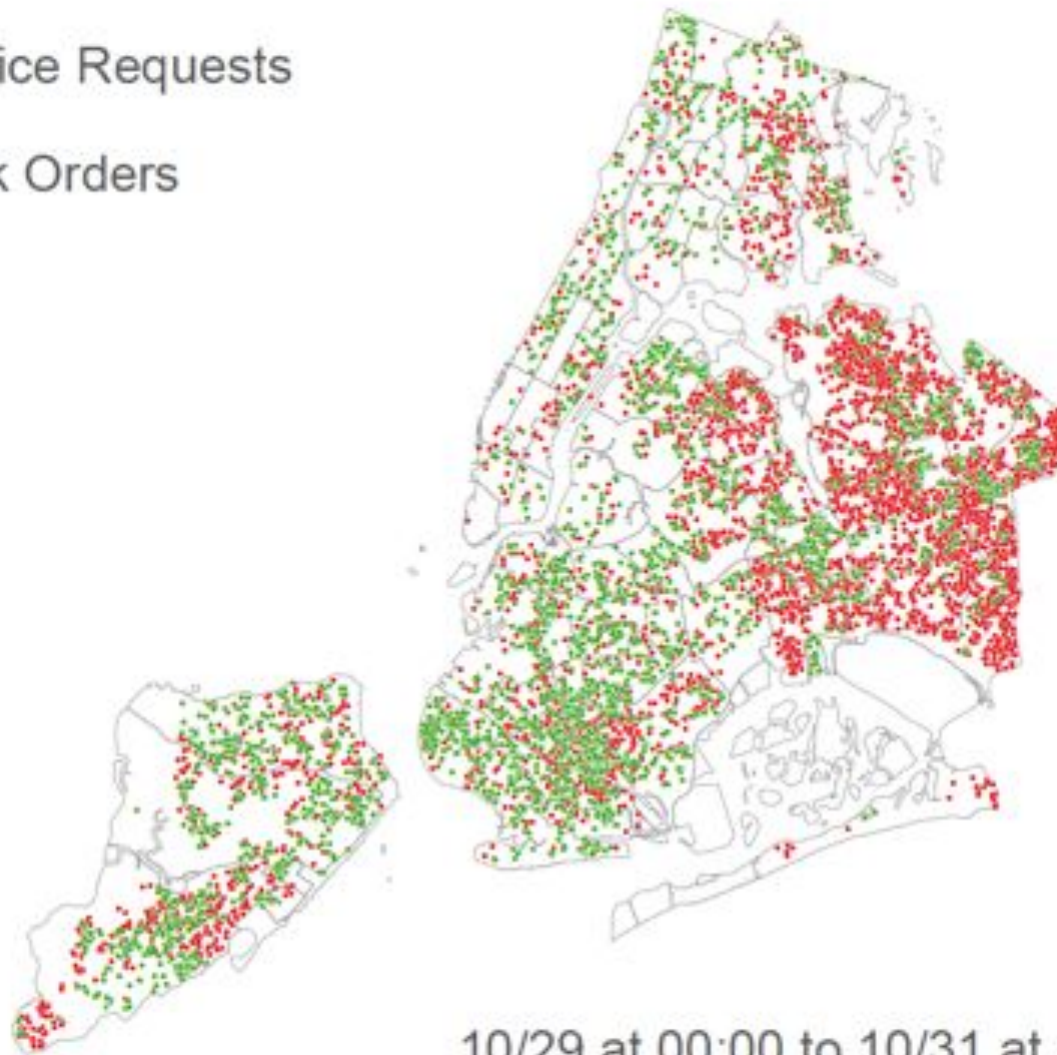 ice Requests
k Orders
10/29 at 00:00 to 10/31 at